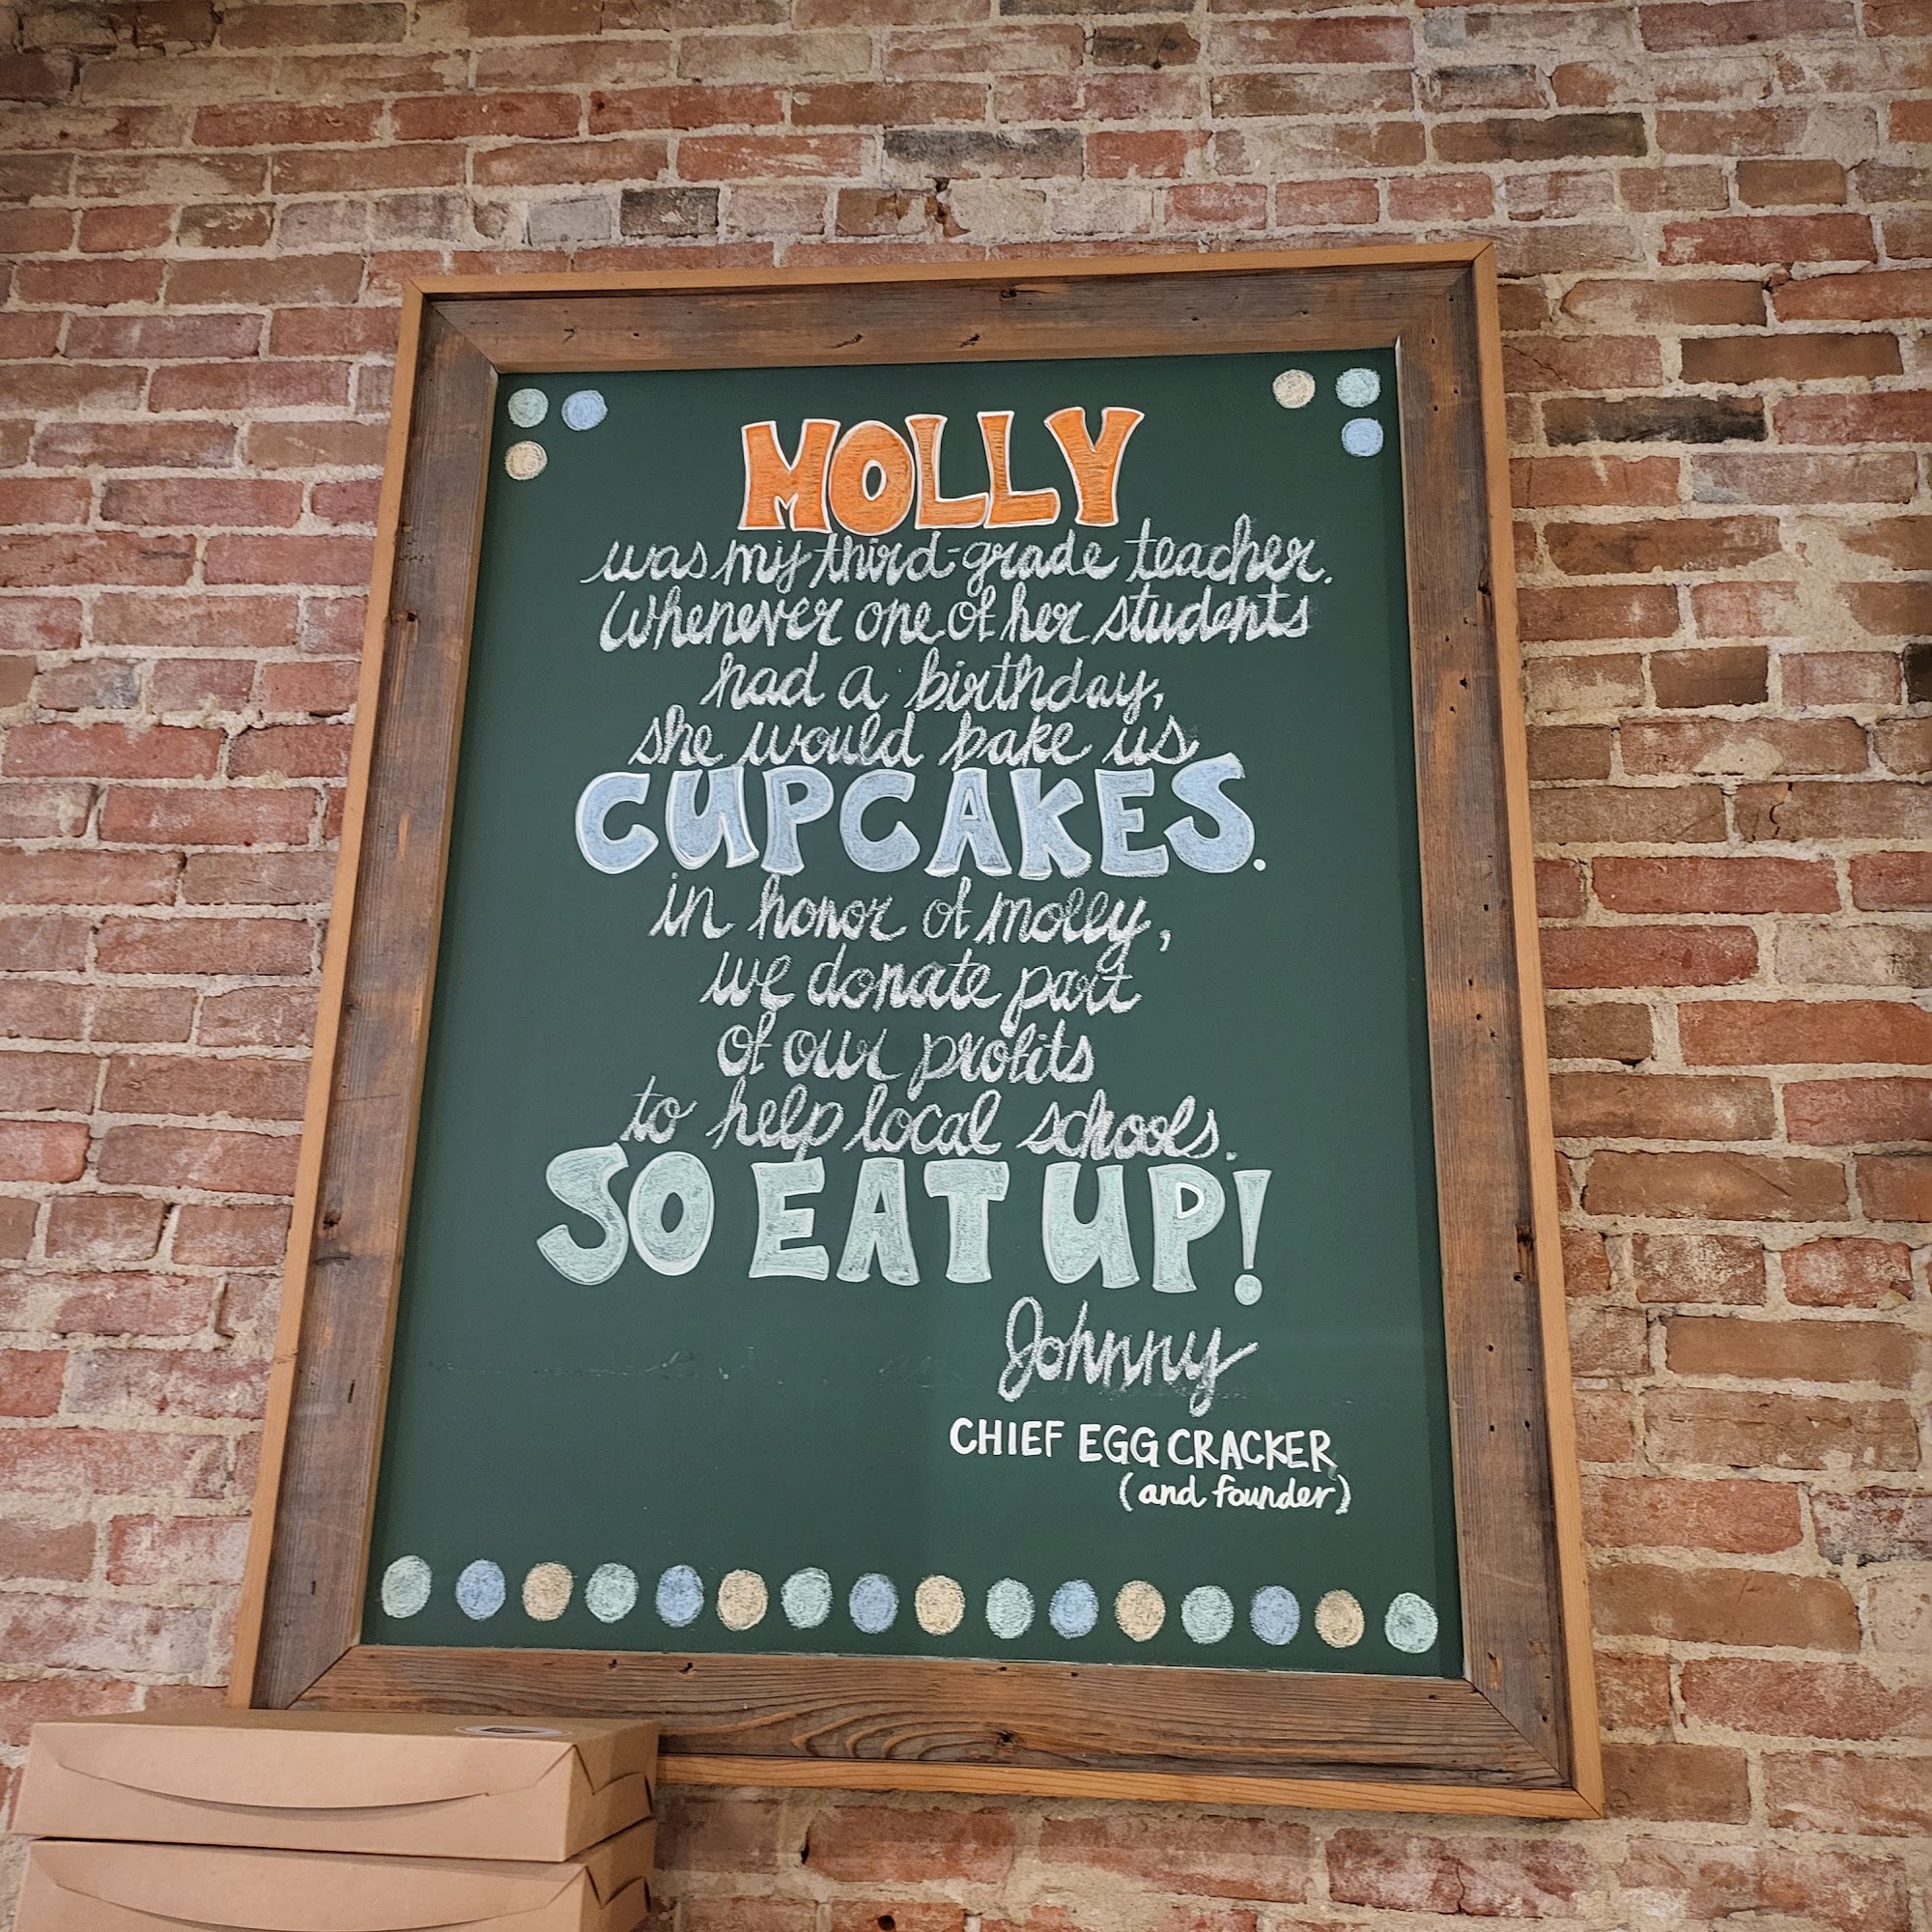 MOLLY
was my third-grade teacher.
Whenever one of her students
had a birthday,
she would bake us
CUPCAKES.
in honor of molly,
we donate part
of our profits
to help local schools.
SO EAT UP!
Johnny
CHIEF EGG CRACKER
(and founder)